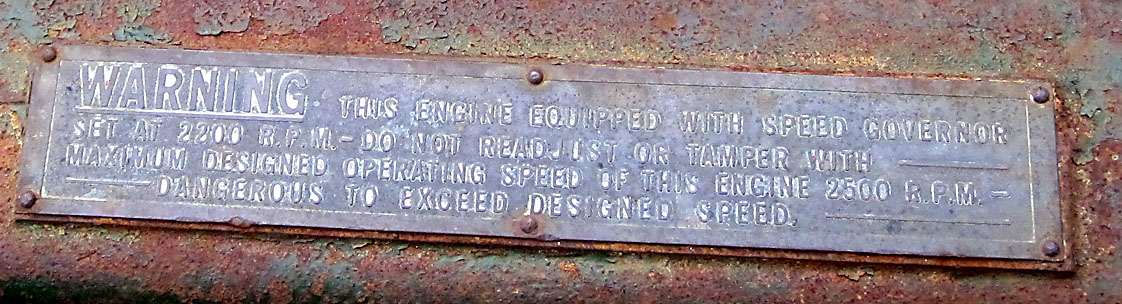 WARNING THIS ENGINE EQUIPPED WITH SPEED GOVERNOR
SET AT 2200 R.P.M. - DO NOT READJUST OR TAMPER WITH
MAXIMUM DESIGNED OPERATING SPEED OF THIS ENGINE 2500 R.P.M. -
DANGEROUS TO EXCEED DESIGNED SPEED.